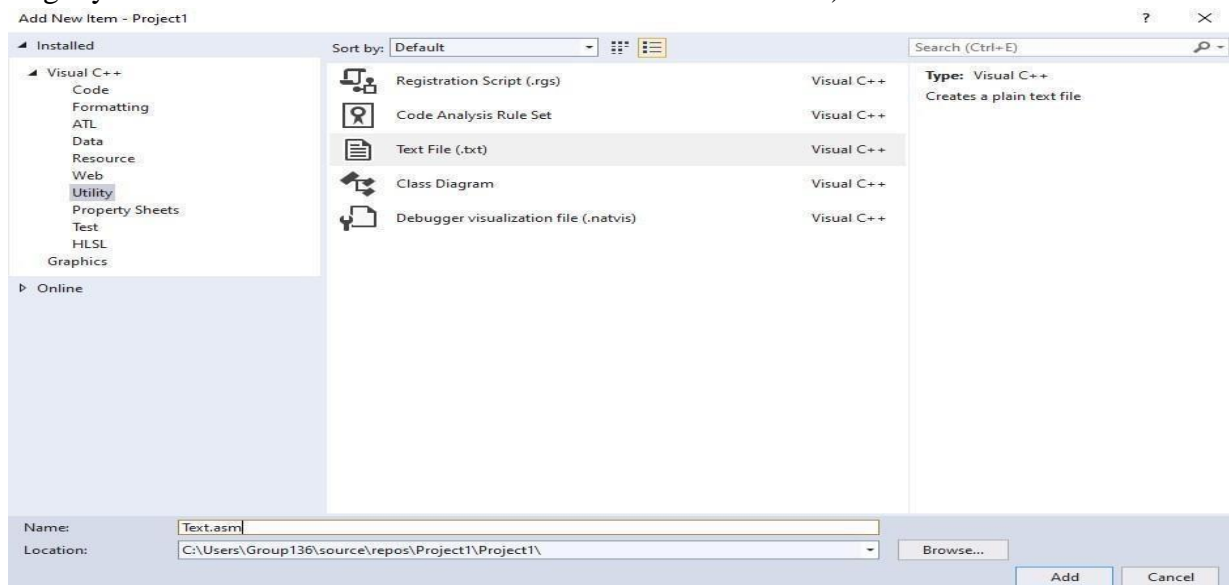 Add New Item - Project1
? ×
Installed
Sort by: Default
Search (Ctrl+E)
Visual C++
Code
Formatting
ATL
Data
Resource
Web
Utility
Property Sheets
Test
HLSL
Graphics
Online
Registration Script (.rgs) Visual C++
Code Analysis Rule Set Visual C++
Text File (.txt) Visual C++
Class Diagram Visual C++
Debugger visualization file (.natvis) Visual C++
Type: Visual C++
Creates a plain text file
Name: Text.asm
Location: C:\Users\Group136\source\repos\Project1\Project1\
Browse...
Add Cancel